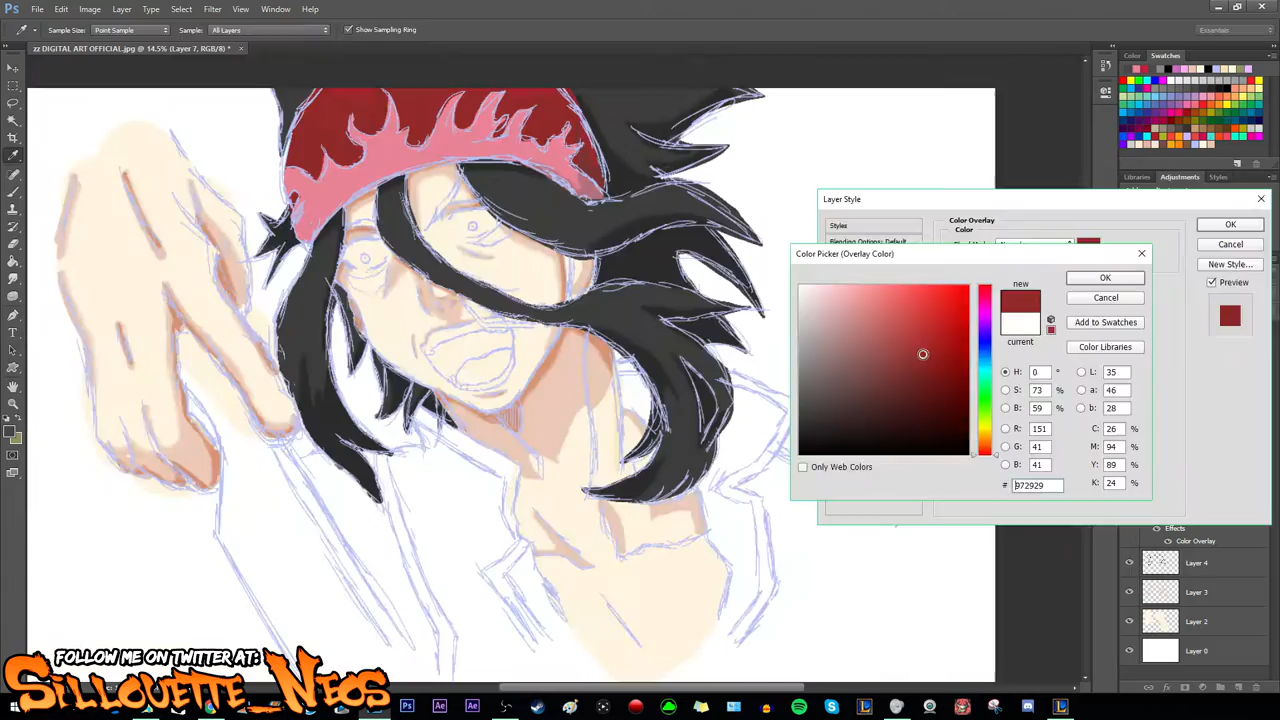 Ps File Edit Image Layer Type Select Filter View Window Help
Sample Size: Point Sample Sample: All Layers Show Sampling Ring Essentials
zz DIGITAL ART OFFICIAL.jpg @ 14.5% (Layer 7, RGB/8) * ×
Color Swatches
Libraries Adjustments Styles
Layer Style
Styles
Blending Options: Default
Color Overlay
Color
OK
Cancel
New Style...
Preview
Color Picker (Overlay Color)
new
current
OK
Cancel
Add to Swatches
Color Libraries
H: 0 °
S: 73 %
B: 59 %
R: 151
G: 41
B: 41
# 972929
L: 35
a: 46
b: 28
C: 26 %
M: 94 %
Y: 89 %
K: 24 %
Only Web Colors
Effects
Color Overlay
Layer 4
Layer 3
Layer 2
Layer 0
FOLLOW ME ON TWITTER AT:
SILLOUETTE_NEOS
Ps Ae Ae